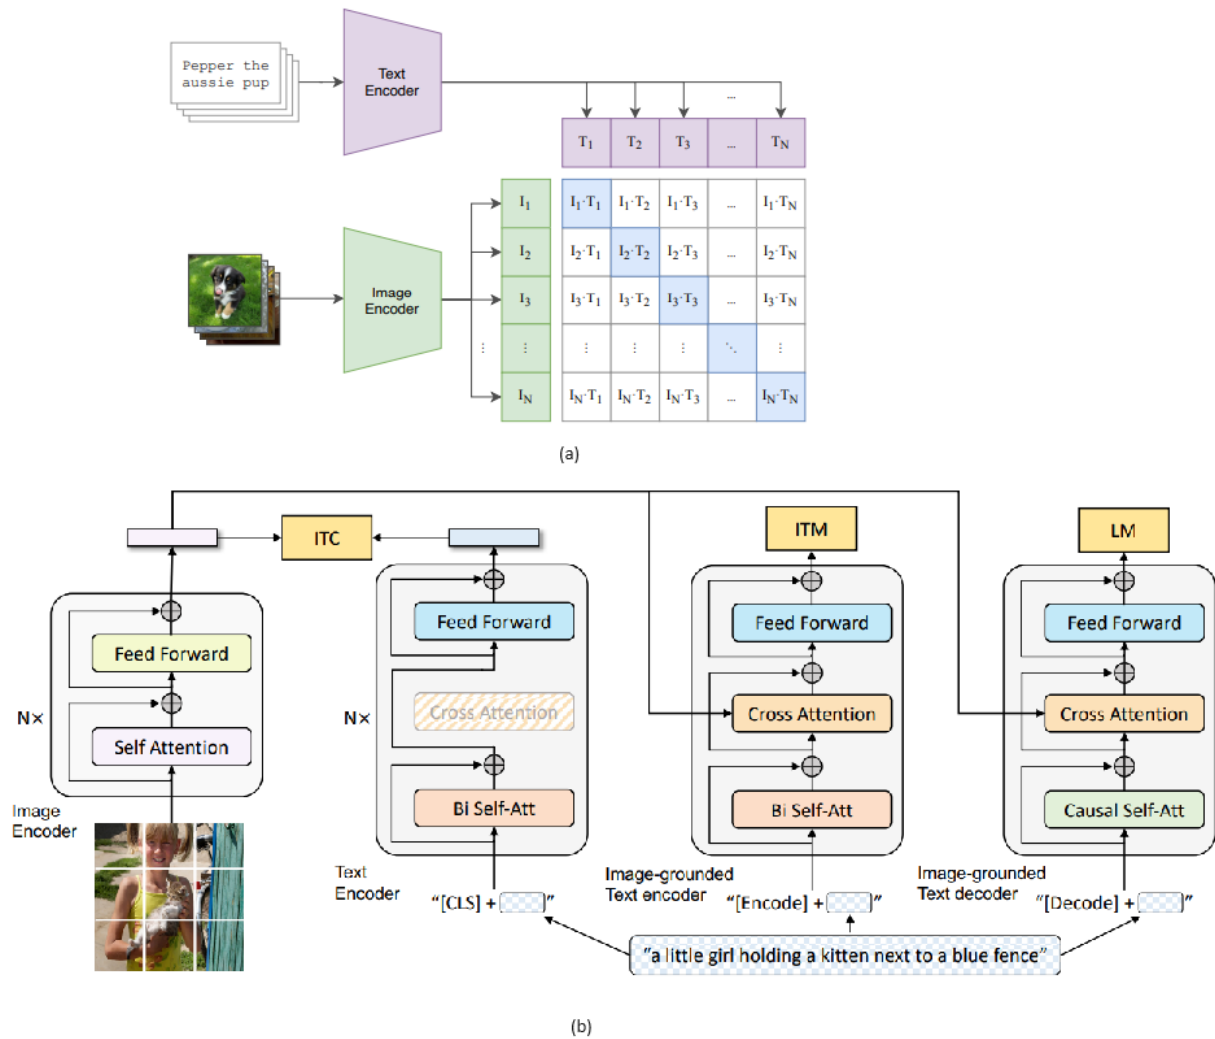 Pepper the
aussie pup
Text
Encoder
...
T1 T2 T3 ... TN
I1 I1·T1 I1·T2 I1·T3 ... I1·TN
I2 I2·T1 I2·T2 I2·T3 ... I2·TN
Image
Encoder
I3 I3·T1 I3·T2 I3·T3 ... I3·TN
⋮ ⋮ ⋮ ⋮ ⋮ ⋱ ⋮
IN IN·T1 IN·T2 IN·T3 ... IN·TN
(a)
ITC
ITM
LM
Feed Forward
Self Attention
N×
Image
Encoder
Feed Forward
Cross Attention
Bi Self-Att
N×
Text
Encoder
"[CLS] + "
Feed Forward
Cross Attention
Bi Self-Att
Image-grounded
Text encoder
"[Encode] + "
Feed Forward
Cross Attention
Causal Self-Att
Image-grounded
Text decoder
"[Decode] + "
"a little girl holding a kitten next to a blue fence"
(b)